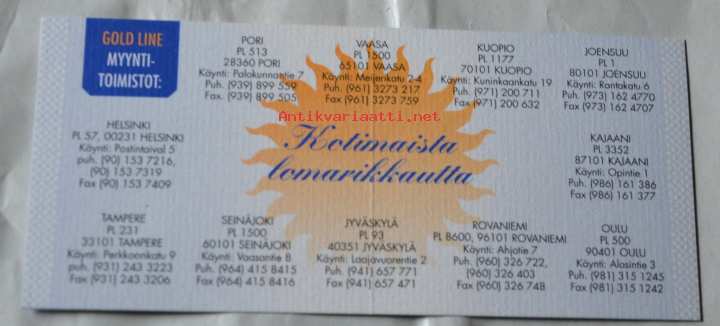 GOLD LINE
MYYNTI-
TOIMISTOT:
PORI
PL 513
28360 PORI
Käynti: Palokunnantie 7
Puh. (939) 899 559
Fax. (939) 899 505
VAASA
PL 1500
65101 VAASA
Käynti: Meijerikatu 2-4
Puh. (961) 3273 217
Fax (961) 3273 759
KUOPIO
PL 1177
70101 KUOPIO
Käynti: Kuninkaankatu 19
Puh. (971) 200 711
Fax (971) 200 632
JOENSUU
PL 1
80101 JOENSUU
Käynti: Rantakatu 6
Puh. (973) 162 4770
Fax (973) 162 4707
Antikvariaatti.net
HELSINKI
PL 57, 00231 HELSINKI
Käynti: Postintaival 5
puh. (90) 153 7216,
(90) 153 7319
Fax (90) 153 7409
Kotimaista
lomarikkautta
KAJAANI
PL 3352
87101 KAJAANI
Käynti: Opintie 1
Puh. (986) 161 386
Fax (986) 161 377
TAMPERE
PL 231
33101 TAMPERE
Käynti: Perkkoonkatu 9
puh. (931) 243 3223
Fax (931) 243 3206
SEINÄJOKI
PL 1500
60101 SEINÄJOKI
Käynti: Vaasantie 8
Puh. (964) 415 8415
Fax (964) 415 8416
JYVÄSKYLÄ
PL 93
40351 JYVÄSKYLÄ
Käynti: Laajavuorentie 2
Puh. (941) 657 771
Fax (941) 657 471
ROVANIEMI
PL 8600, 96101 ROVANIEMI
Käynti: Ahjotie 7
Puh. (960) 326 722,
(960) 326 403
Fax (960) 326 748
OULU
PL 500
90401 OULU
Käynti: Alasintie 3
Puh. (981) 315 1245
Fax (981) 315 1242